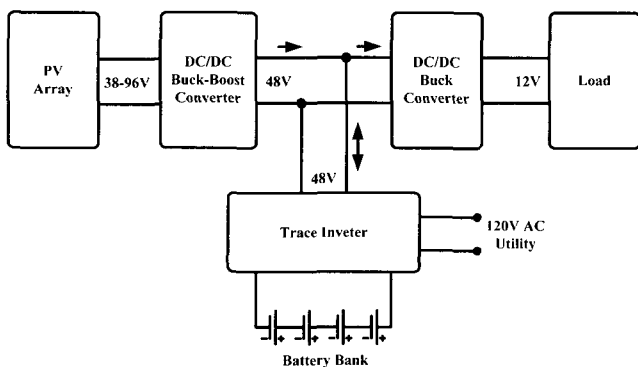 PV
Array
38-96V
DC/DC
Buck-Boost
Converter
48V
DC/DC
Buck
Converter
12V
Load
48V
Trace Inveter
120V AC
Utility
- + - + - + - +
Battery Bank